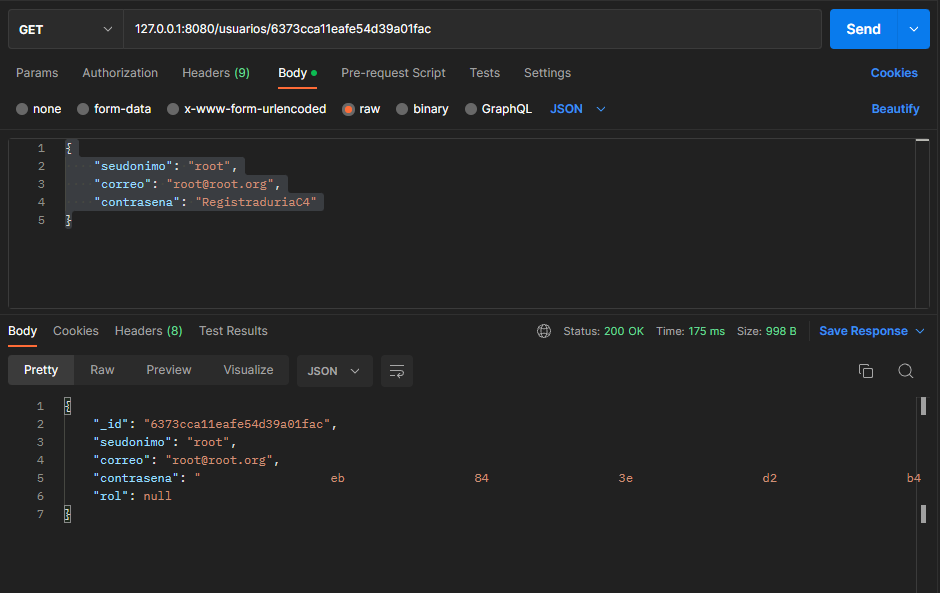 GET 127.0.0.1:8080/usuarios/6373cca11eafe54d39a01fac Send
Params Authorization Headers (9) Body Pre-request Script Tests Settings Cookies
none form-data x-www-form-urlencoded raw binary GraphQL JSON Beautify
1 {
2 "seudonimo": "root",
3 "correo": "root@root.org",
4 "contrasena": "RegistraduriaC4"
5 }
Body Cookies Headers (8) Test Results Status: 200 OK Time: 175 ms Size: 998 B Save Response
Pretty Raw Preview Visualize JSON
1 {
2 "_id": "6373cca11eafe54d39a01fac",
3 "seudonimo": "root",
4 "correo": "root@root.org",
5 "contrasena": " eb 84 3e d2 b4
6 "rol": null
7 }